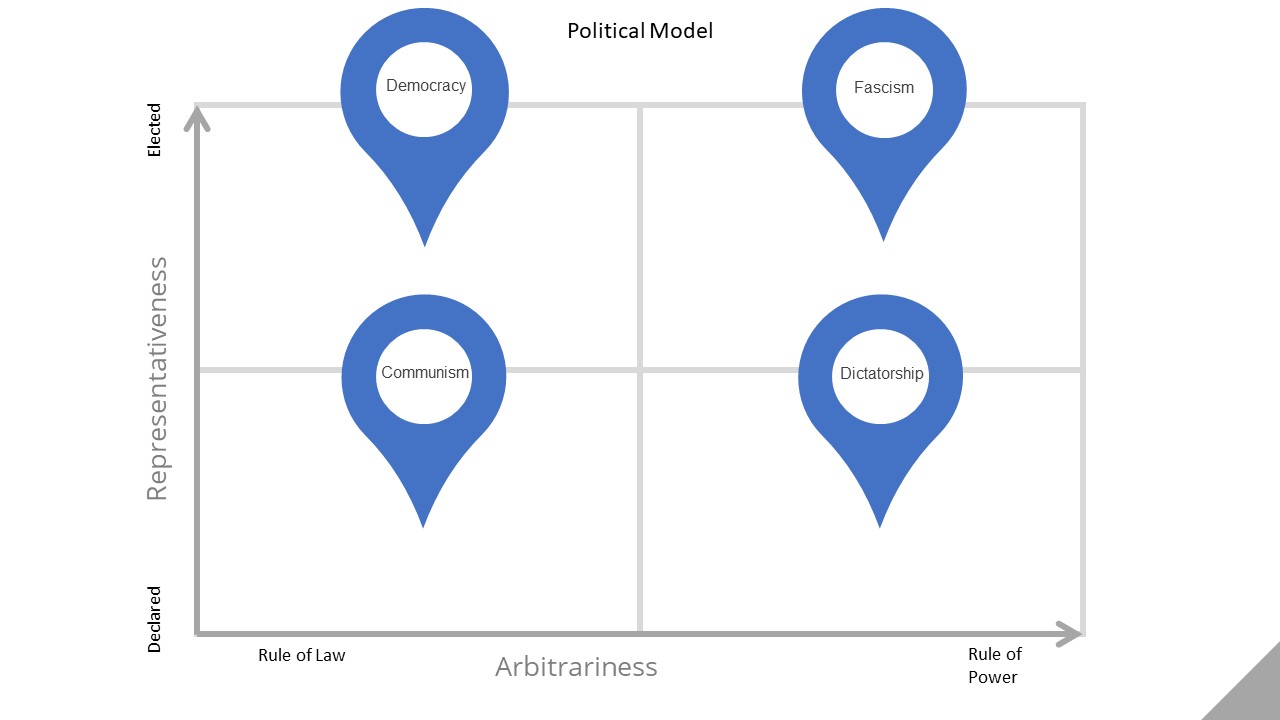 Political Model
Democracy
Fascism
Elected
Representativeness
Communism
Dictatorship
Declared
Rule of Law
Arbitrariness
Rule of
Power